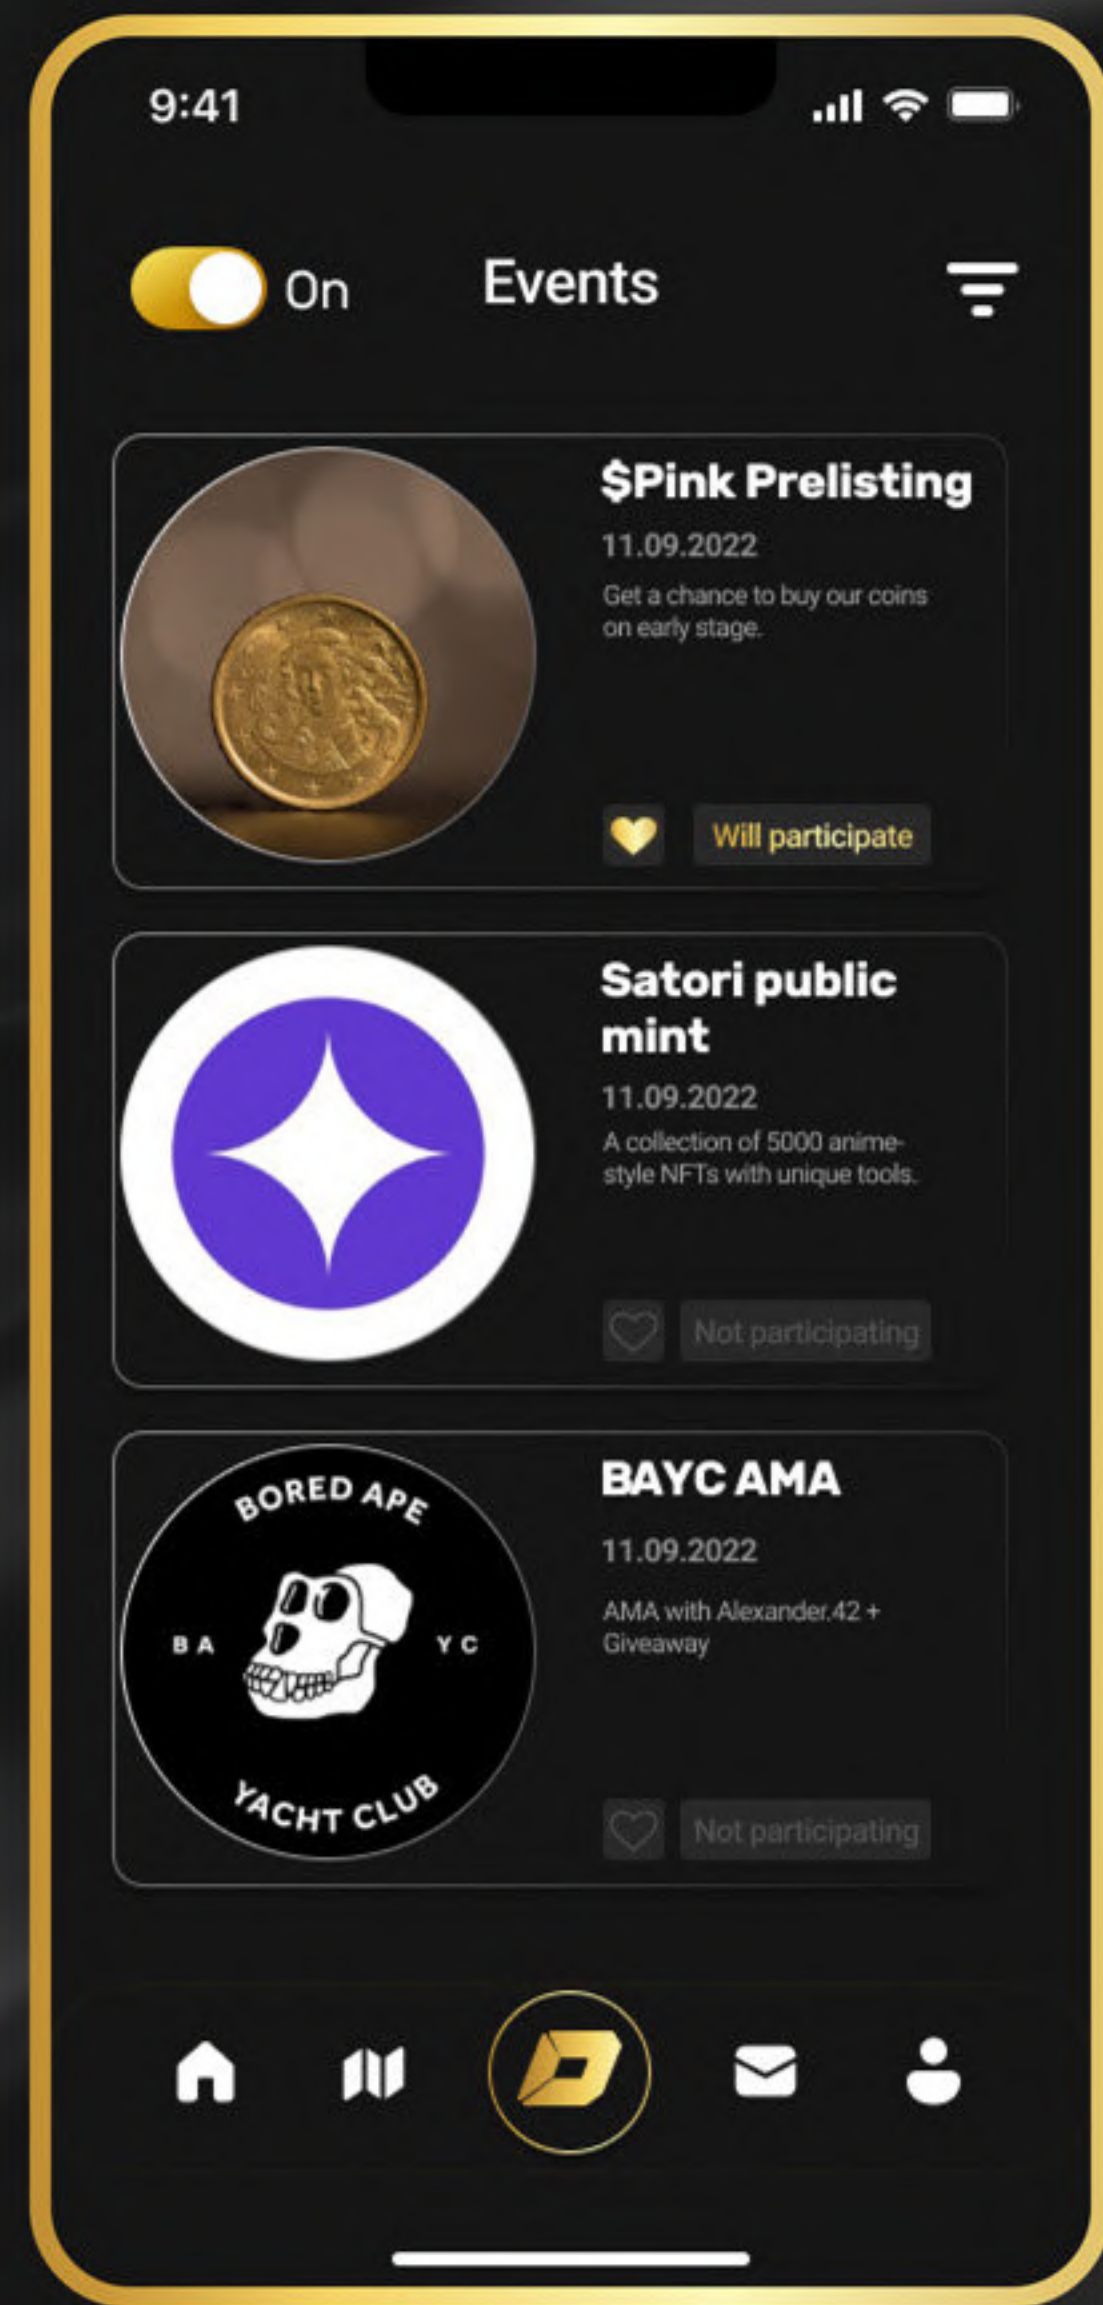 9:41
On
Events
$Pink Prelisting
11.09.2022
Get a chance to buy our coins
on early stage.
Will participate
Satori public
mint
11.09.2022
A collection of 5000 anime-
style NFTs with unique tools.
Not participating
BORED APE
BA YC
YACHT CLUB
BAYC AMA
11.09.2022
AMA with Alexander.42 +
Giveaway
Not participating